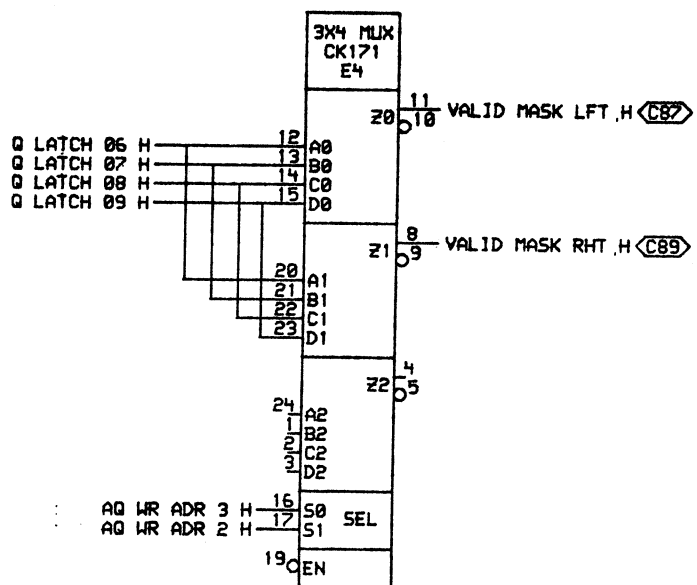 3X4 MUX
CK171
E4
Z0 11 VALID MASK LFT ,H C87
10
Q LATCH 06 H 12 A0
Q LATCH 07 H 13 B0
Q LATCH 08 H 14 C0
Q LATCH 09 H 15 D0
Z1 8 VALID MASK RHT ,H C89
9
20 A1
21 B1
22 C1
23 D1
Z2 4
5
24 A2
1 B2
2 C2
3 D2
AQ WR ADR 3 H 16 S0 SEL
AQ WR ADR 2 H 17 S1
19 EN